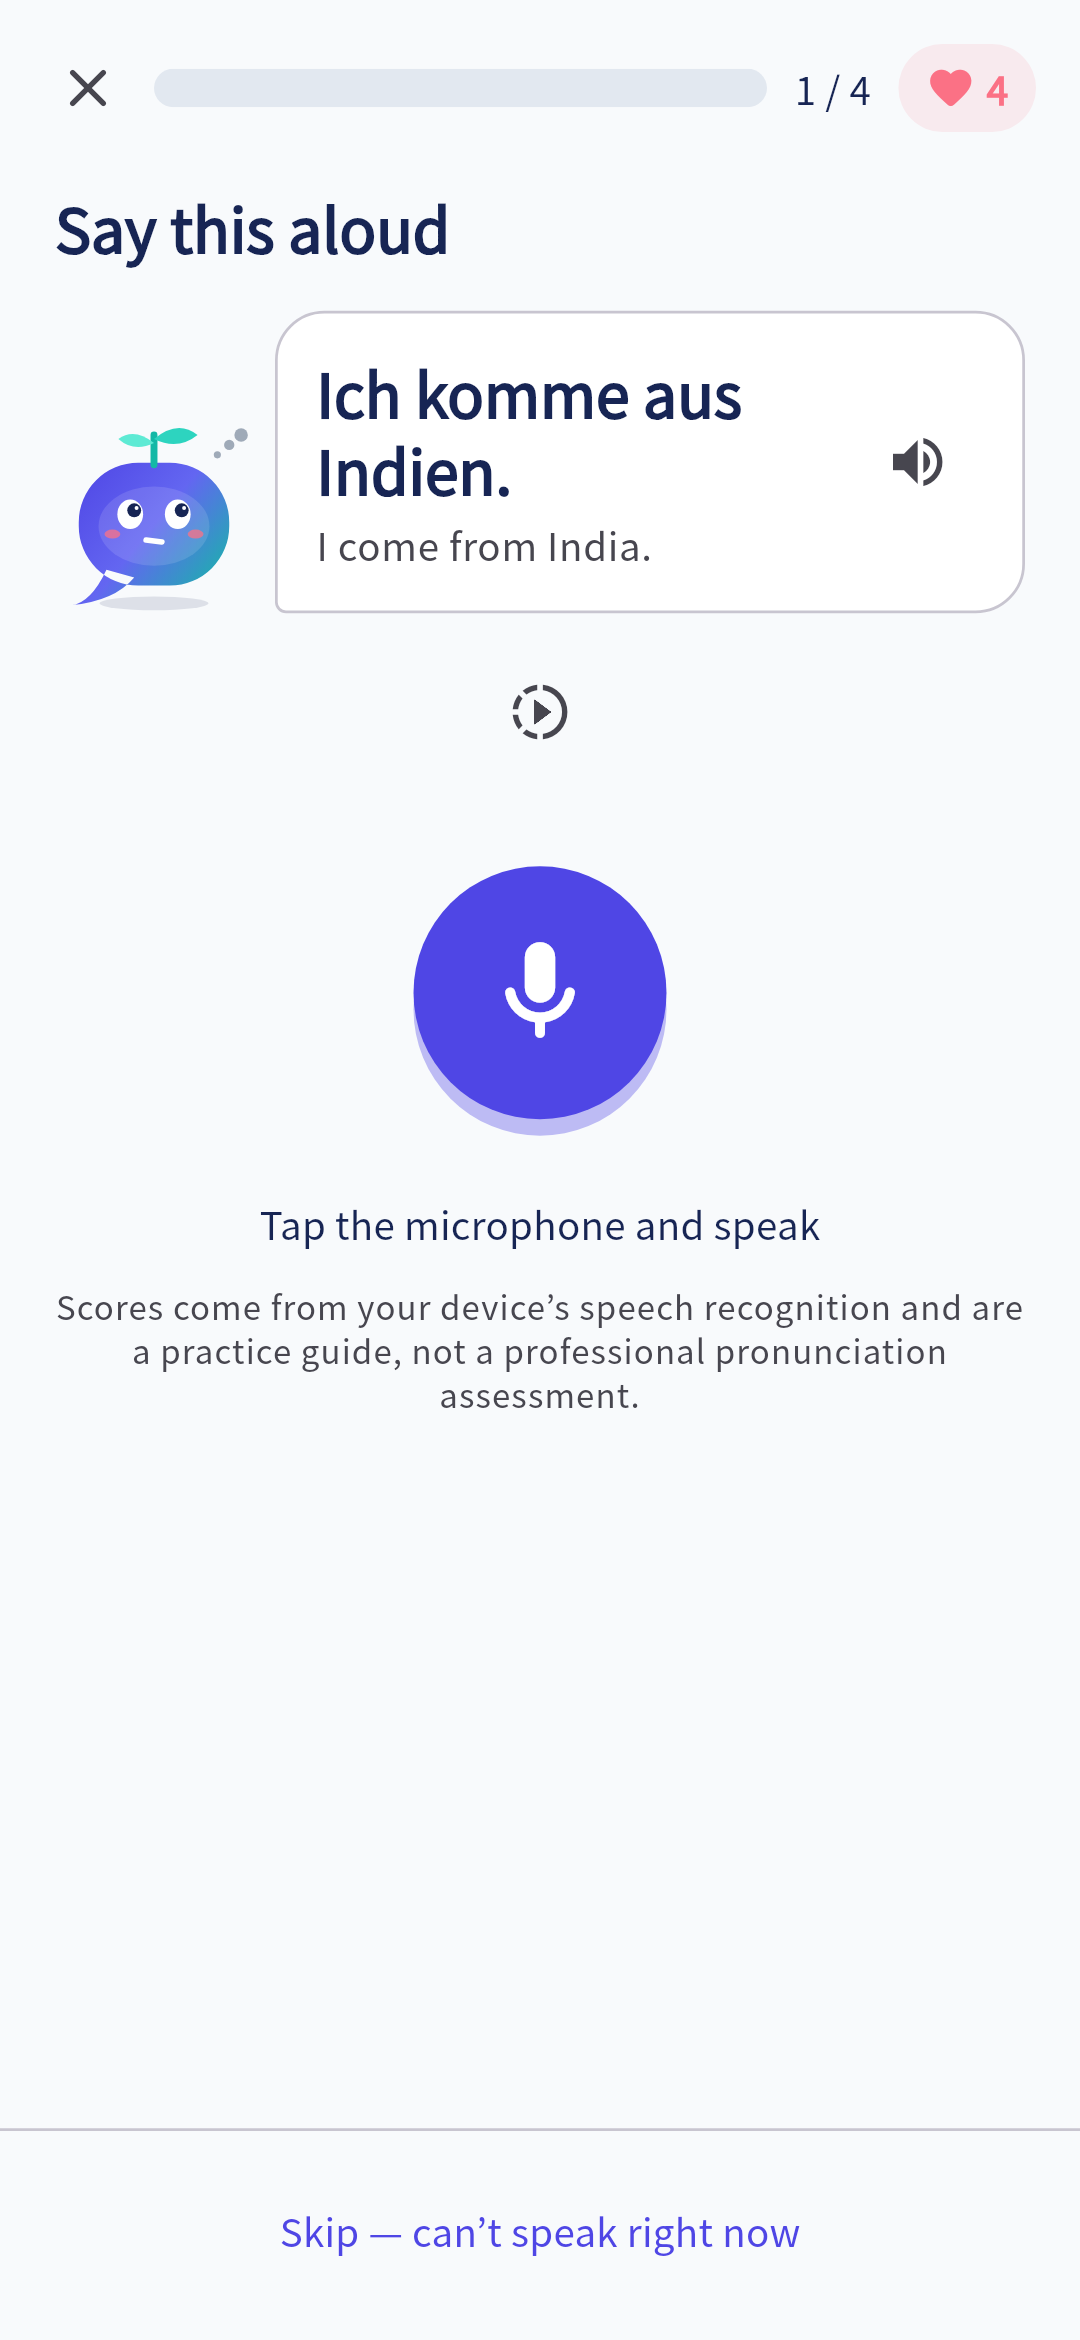 1 / 4
4
Say this aloud
Ich komme aus
Indien.
I come from India.
Tap the microphone and speak
Scores come from your device’s speech recognition and are
a practice guide, not a professional pronunciation
assessment.
Skip — can’t speak right now